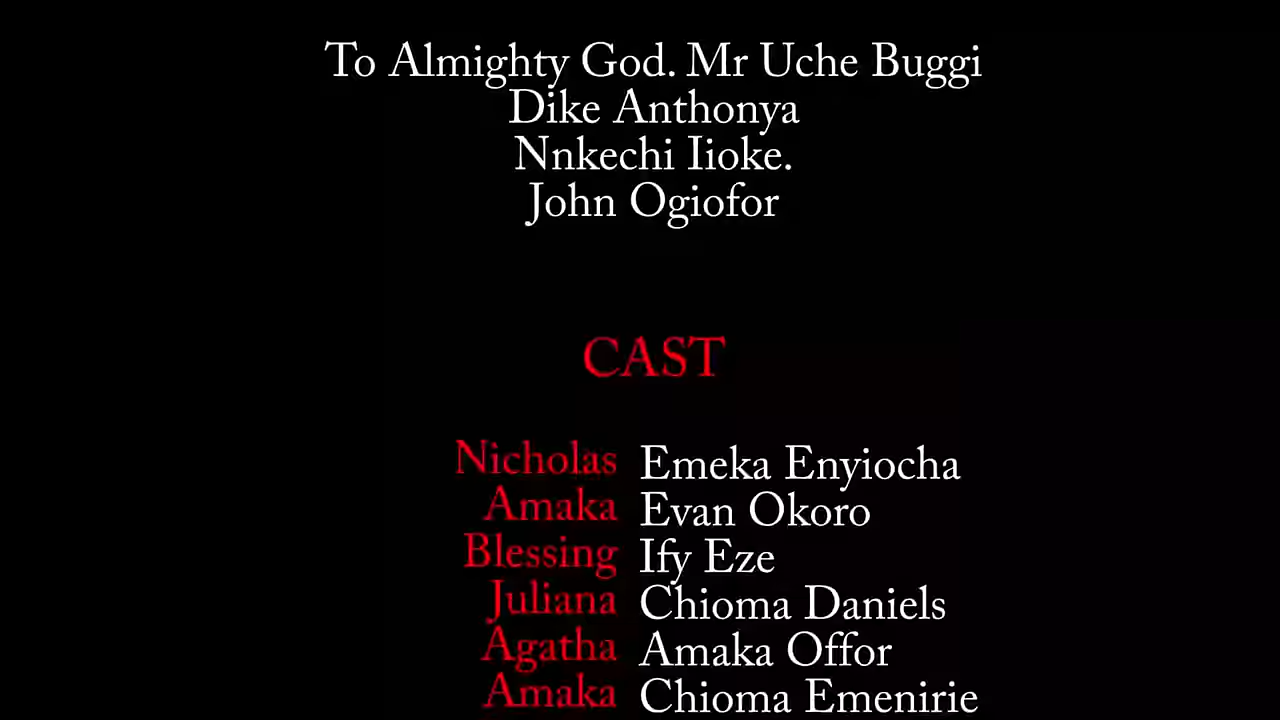 To Almighty God. Mr Uche Buggi
Dike Anthonya
Nnkechi Iioke.
John Ogiofor
CAST
Nicholas Emeka Enyiocha
Amaka Evan Okoro
Blessing Ify Eze
Juliana Chioma Daniels
Agatha Amaka Offor
Amaka Chioma Emenirie